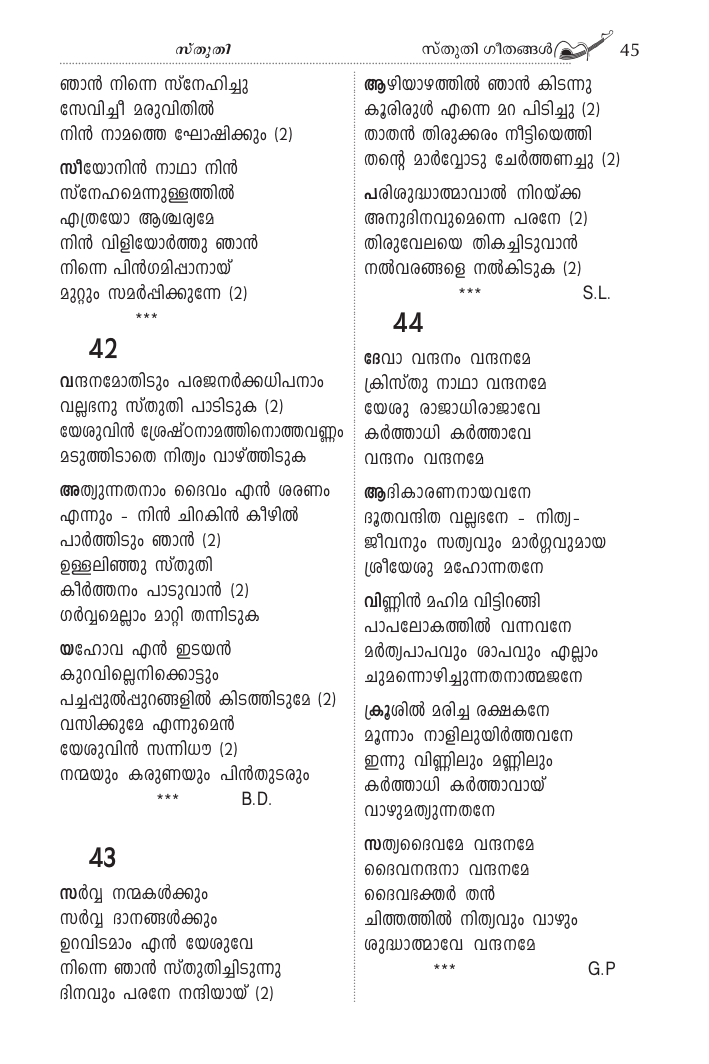 സ്തുതി
സ്തുതി ഗീതങ്ങൾ 45
ഞാൻ നിന്നെ സ്നേഹിച്ചു
സേവിച്ചീ മരുവിതിൽ
നിൻ നാമത്തെ ഘോഷിക്കും (2)
സീയോനിൻ നാഥാ നിൻ
സ്നേഹമെന്നുള്ളത്തിൽ
എത്രയോ ആശ്ചര്യമേ
നിൻ വിളിയോർത്തു ഞാൻ
നിന്നെ പിൻഗമിപ്പാനായ്
മുറ്റും സമർപ്പിക്കുന്നേ (2)
***
42
വന്ദനമോതിടും പരജനർക്കധിപനാം
വല്ലഭനു സ്തുതി പാടിടുക (2)
യേശുവിൻ ശ്രേഷ്ഠനാമത്തിനൊത്തവണ്ണം
മടുത്തിടാതെ നിത്യം വാഴ്ത്തിടുക
അത്യുന്നതനാം ദൈവം എൻ ശരണം
എന്നും – നിൻ ചിറകിൻ കീഴിൽ
പാർത്തിടും ഞാൻ (2)
ഉള്ളലിഞ്ഞു സ്തുതി
കീർത്തനം പാടുവാൻ (2)
ഗർവ്വമെല്ലാം മാറ്റി തന്നിടുക
യഹോവ എൻ ഇടയൻ
കുറവില്ലെനിക്കൊട്ടും
പച്ചപ്പുൽപ്പുറങ്ങളിൽ കിടത്തിടുമേ (2)
വസിക്കുമേ എന്നുമെൻ
യേശുവിൻ സന്നിധൗ (2)
നന്മയും കരുണയും പിൻതുടരും
*** B.D.
43
സർവ്വ നന്മകൾക്കും
സർവ്വ ദാനങ്ങൾക്കും
ഉറവിടമാം എൻ യേശുവേ
നിന്നെ ഞാൻ സ്തുതിച്ചിടുന്നു
ദിനവും പരനേ നന്ദിയായ് (2)
ആഴിയാഴത്തിൽ ഞാൻ കിടന്നു
കൂരിരുൾ എന്നെ മറ പിടിച്ചു (2)
താതൻ തിരുക്കരം നീട്ടിയെത്തി
തന്റെ മാർവ്വോടു ചേർത്തണച്ചു (2)
പരിശുദ്ധാത്മാവാൽ നിറയ്ക്ക
അനുദിനവുമെന്നെ പരനേ (2)
തിരുവേലയെ തികച്ചിടുവാൻ
നൽവരങ്ങളെ നൽകിടുക (2)
*** S.L.
44
ദേവാ വന്ദനം വന്ദനമേ
ക്രിസ്തു നാഥാ വന്ദനമേ
യേശു രാജാധിരാജാവേ
കർത്താധി കർത്താവേ
വന്ദനം വന്ദനമേ
ആദികാരണനായവനേ
ദൂതവന്ദിത വല്ലഭനേ – നിത്യ–
ജീവനും സത്യവും മാർഗ്ഗവുമായ
ശ്രീയേശു മഹോന്നതനേ
വിണ്ണിൻ മഹിമ വിട്ടിറങ്ങി
പാപലോകത്തിൽ വന്നവനേ
മർത്യപാപവും ശാപവും എല്ലാം
ചുമന്നൊഴിച്ചുന്നതനാത്മജനേ
ക്രൂശിൽ മരിച്ച രക്ഷകനേ
മൂന്നാം നാളിലുയിർത്തവനേ
ഇന്നു വിണ്ണിലും മണ്ണിലും
കർത്താധി കർത്താവായ്
വാഴുമത്യുന്നതനേ
സത്യദൈവമേ വന്ദനമേ
ദൈവനന്ദനാ വന്ദനമേ
ദൈവഭക്തർ തൻ
ചിത്തത്തിൽ നിത്യവും വാഴും
ശുദ്ധാത്മാവേ വന്ദനമേ
*** G.P